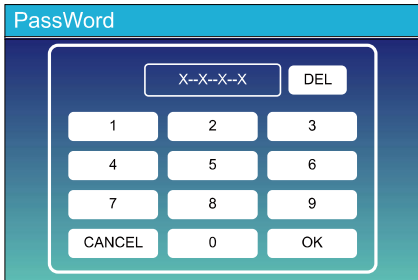 PassWord
X--X--X--X DEL
1 2 3
4 5 6
7 8 9
CANCEL 0 OK